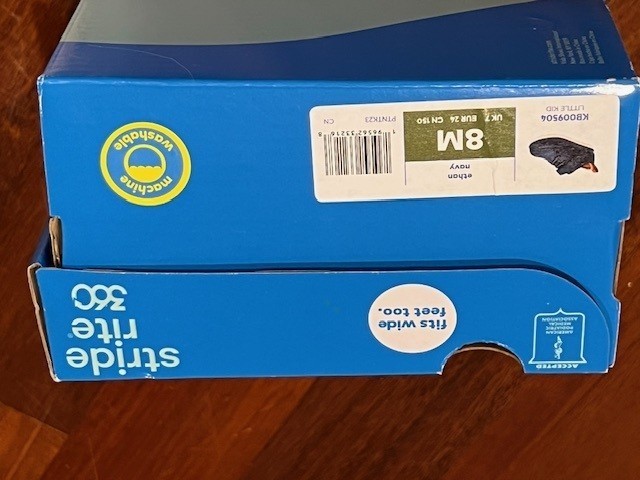 stride
rite®
360
fits wide
feet too.
ACCEPTED
AMERICAN
PODIATRIC
MEDICAL
ASSOCIATION
KB009504
LITTLE KID
ethan
navy
8M
UK 7 EUR 24 CN 150
PTNTK23
CN
machine
washable